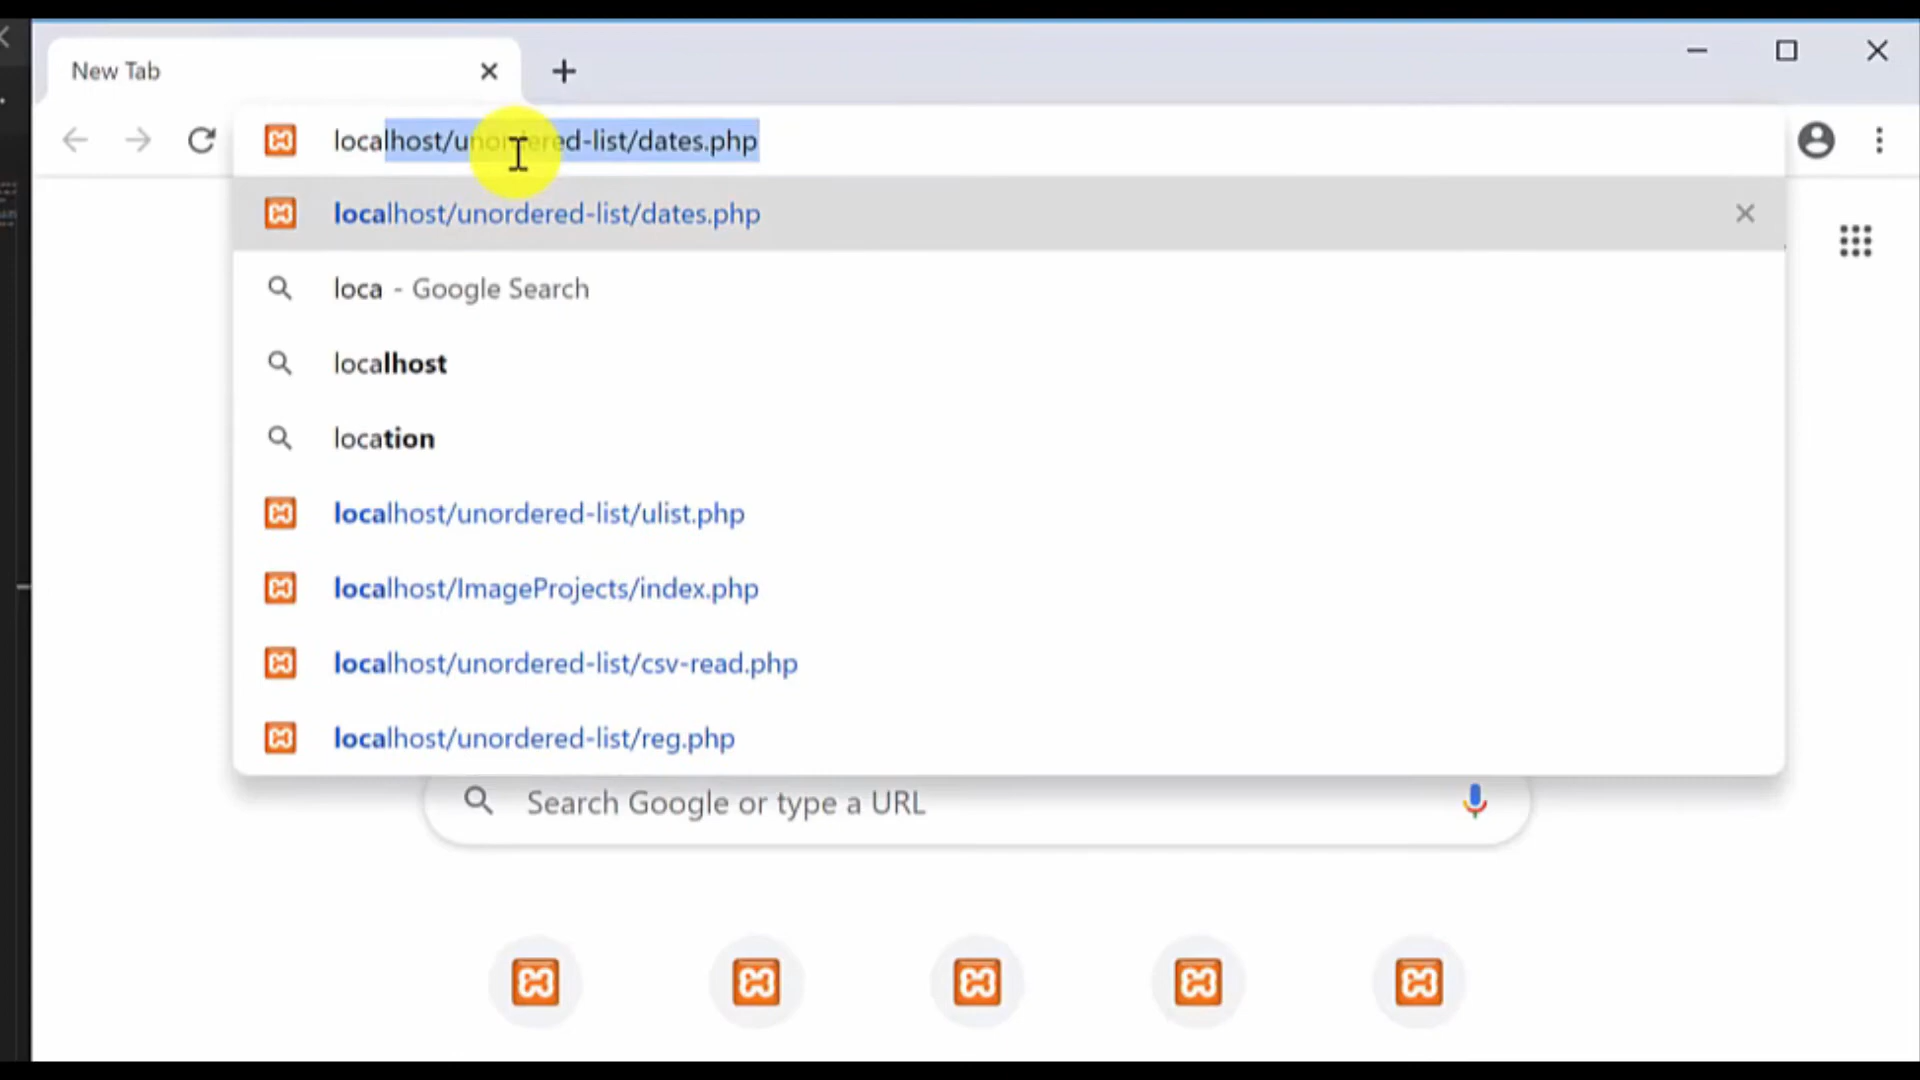 New Tab
localhost/unordered-list/dates.php
localhost/unordered-list/dates.php
loca - Google Search
localhost
location
localhost/unordered-list/ulist.php
localhost/ImageProjects/index.php
localhost/unordered-list/csv-read.php
localhost/unordered-list/reg.php
Search Google or type a URL